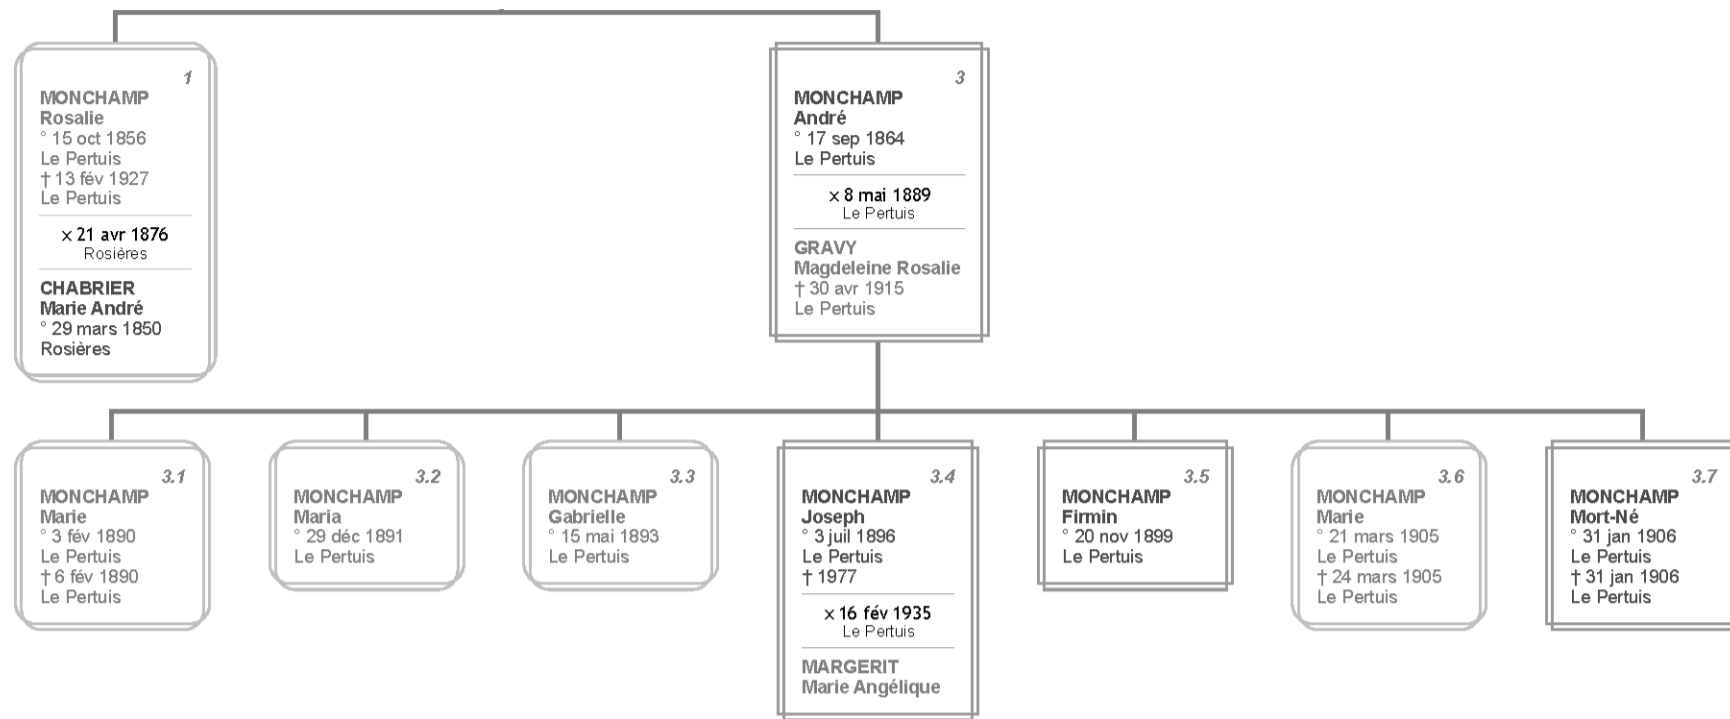 1
MONCHAMP
Rosalie
° 15 oct 1856
Le Pertuis
† 13 fév 1927
Le Pertuis
x 21 avr 1876
Rosières
CHABRIER
Marie André
° 29 mars 1850
Rosières
3
MONCHAMP
André
° 17 sep 1864
Le Pertuis
x 8 mai 1889
Le Pertuis
GRAVY
Magdeleine Rosalie
† 30 avr 1915
Le Pertuis
3.1
MONCHAMP
Marie
° 3 fév 1890
Le Pertuis
† 6 fév 1890
Le Pertuis
3.2
MONCHAMP
Maria
° 29 déc 1891
Le Pertuis
3.3
MONCHAMP
Gabrielle
° 15 mai 1893
Le Pertuis
3.4
MONCHAMP
Joseph
° 3 juil 1896
Le Pertuis
† 1977
x 16 fév 1935
Le Pertuis
MARGERIT
Marie Angélique
3.5
MONCHAMP
Firmin
° 20 nov 1899
Le Pertuis
3.6
MONCHAMP
Marie
° 21 mars 1905
Le Pertuis
† 24 mars 1905
Le Pertuis
3.7
MONCHAMP
Mort-Né
° 31 jan 1906
Le Pertuis
† 31 jan 1906
Le Pertuis